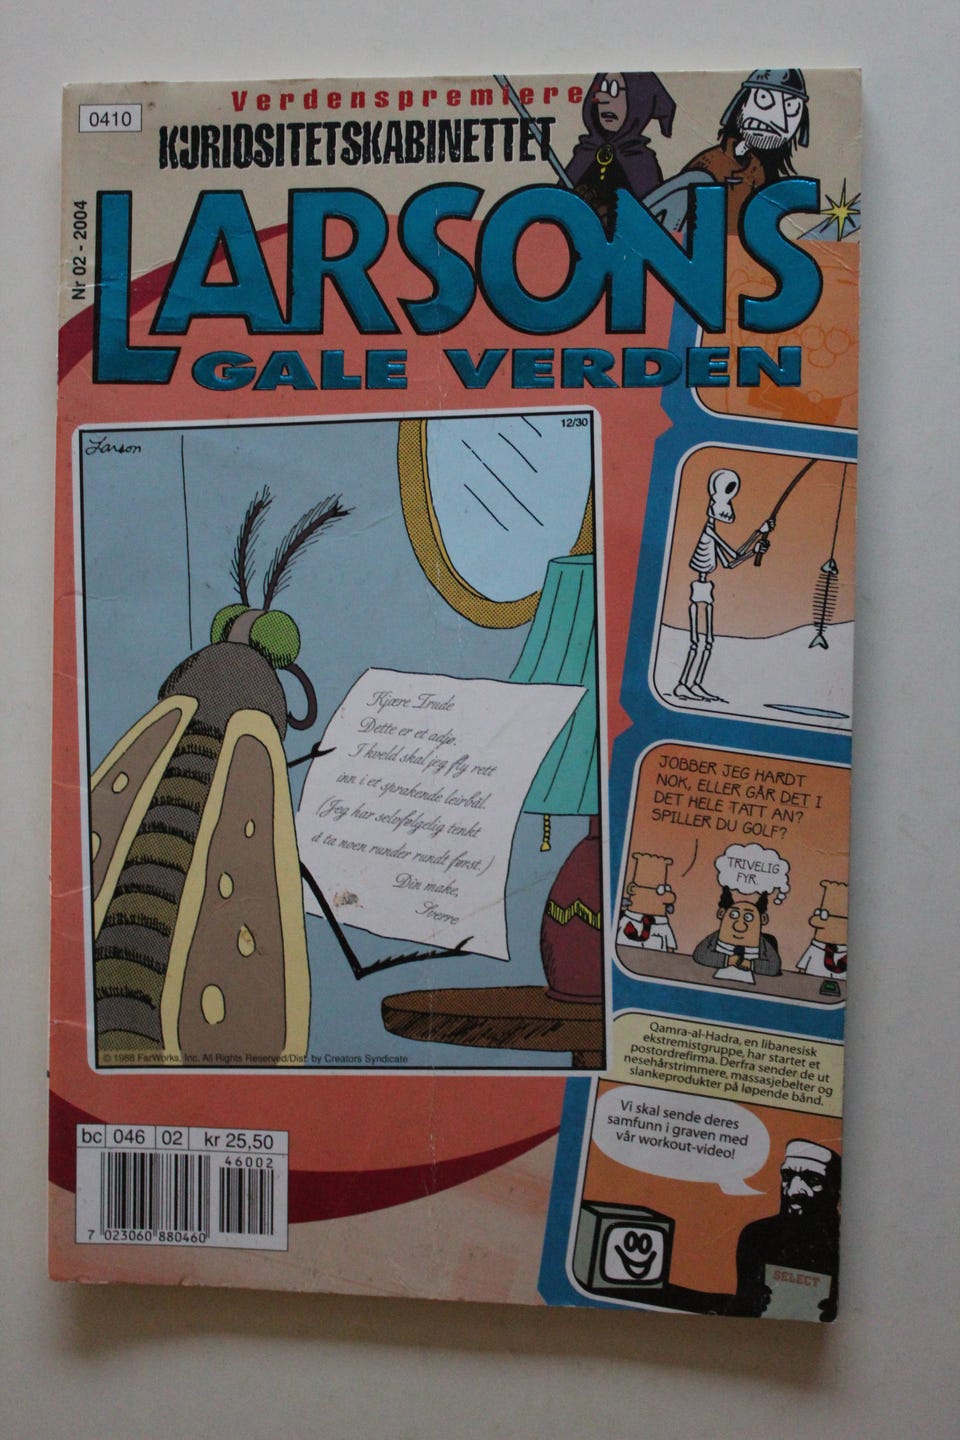 0410
Verdenspremiere
KURIOSITETSKABINETTET
Nr 02 - 2004
LARSONS
GALE VERDEN
Larson
12/30
Kjære Trude
Dette er et adjø.
I kveld skal jeg fly rett
inn i et sprakende leirbål.
(Jeg har selvfølgelig tenkt
å ta noen runder rundt først.)
Din make,
Sverre
© 1988 FarWorks, Inc. All Rights Reserved/Dist. by Creators Syndicate
JOBBER JEG HARDT
NOK, ELLER GÅR DET I
DET HELE TATT AN?
SPILLER DU GOLF?
TRIVELIG
FYR.
Qamra-al-Hadra, en libanesisk
ekstremistgruppe, har startet et
postordrefirma. Derfra sender de ut
nesehårstrimmere, massasjebelter og
slankeprodukter på løpende bånd.
Vi skal sende deres
samfunn i graven med
vår workout-video!
SELECT
bc 046 02 kr 25,50
46002
7 023060 880460